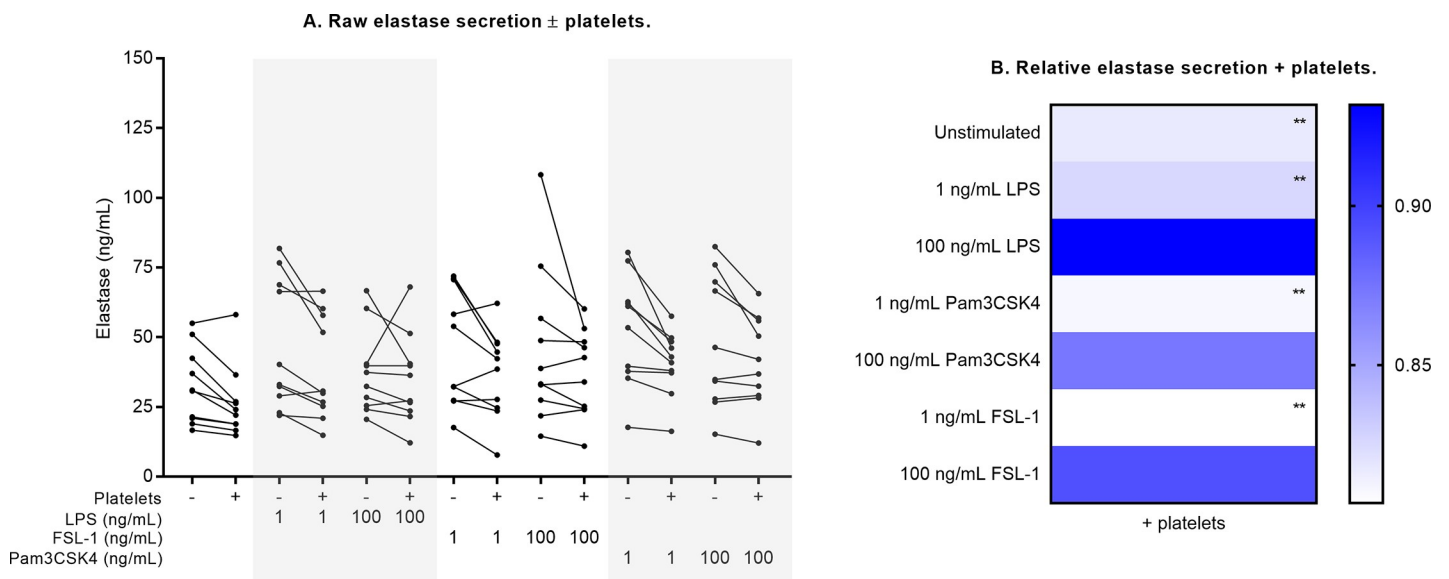 A. Raw elastase secretion ± platelets.
150
125
100
75
50
25
0
Elastase (ng/mL)
Platelets - + - + - + - + - + - + - +
LPS (ng/mL) 1 1 100 100
FSL-1 (ng/mL) 1 1 100 100
Pam3CSK4 (ng/mL) 1 1 100 100
B. Relative elastase secretion + platelets.
Unstimulated **
1 ng/mL LPS **
100 ng/mL LPS
1 ng/mL Pam3CSK4 **
100 ng/mL Pam3CSK4
1 ng/mL FSL-1 **
100 ng/mL FSL-1
+ platelets
0.90
0.85